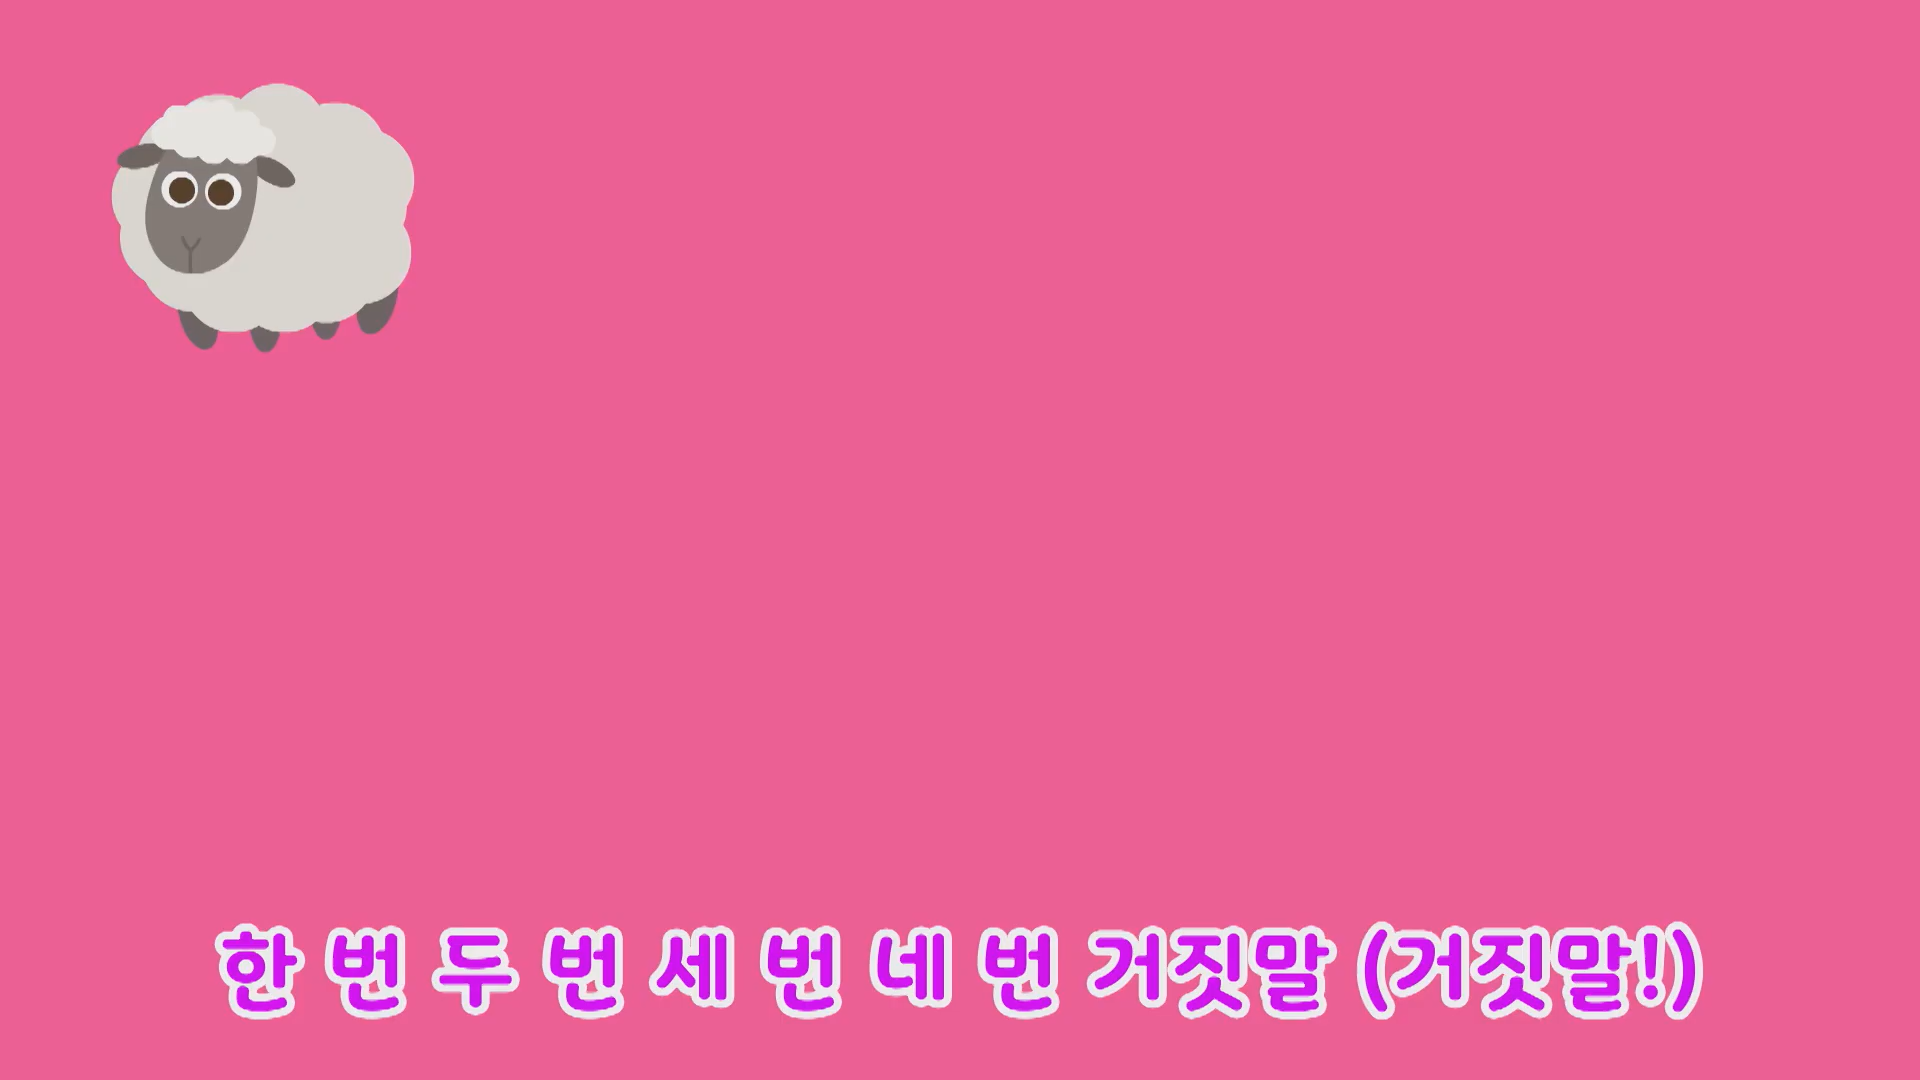 한 번 두 번 세 번 네 번 거짓말 (거짓말!)